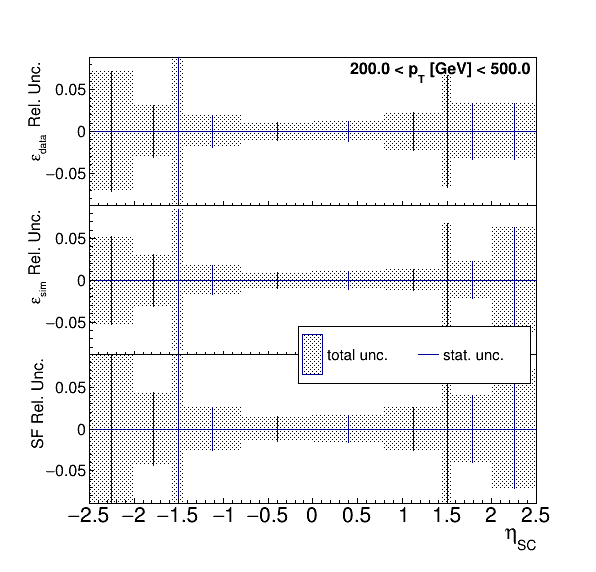 200.0 < p_T [GeV] < 500.0
ε_data Rel. Unc.
0.05
0
−0.05
ε_sim Rel. Unc.
0.05
0
−0.05
total unc. stat. unc.
SF Rel. Unc.
0.05
0
−0.05
−2.5 −2 −1.5 −1 −0.5 0 0.5 1 1.5 2 2.5
η_SC